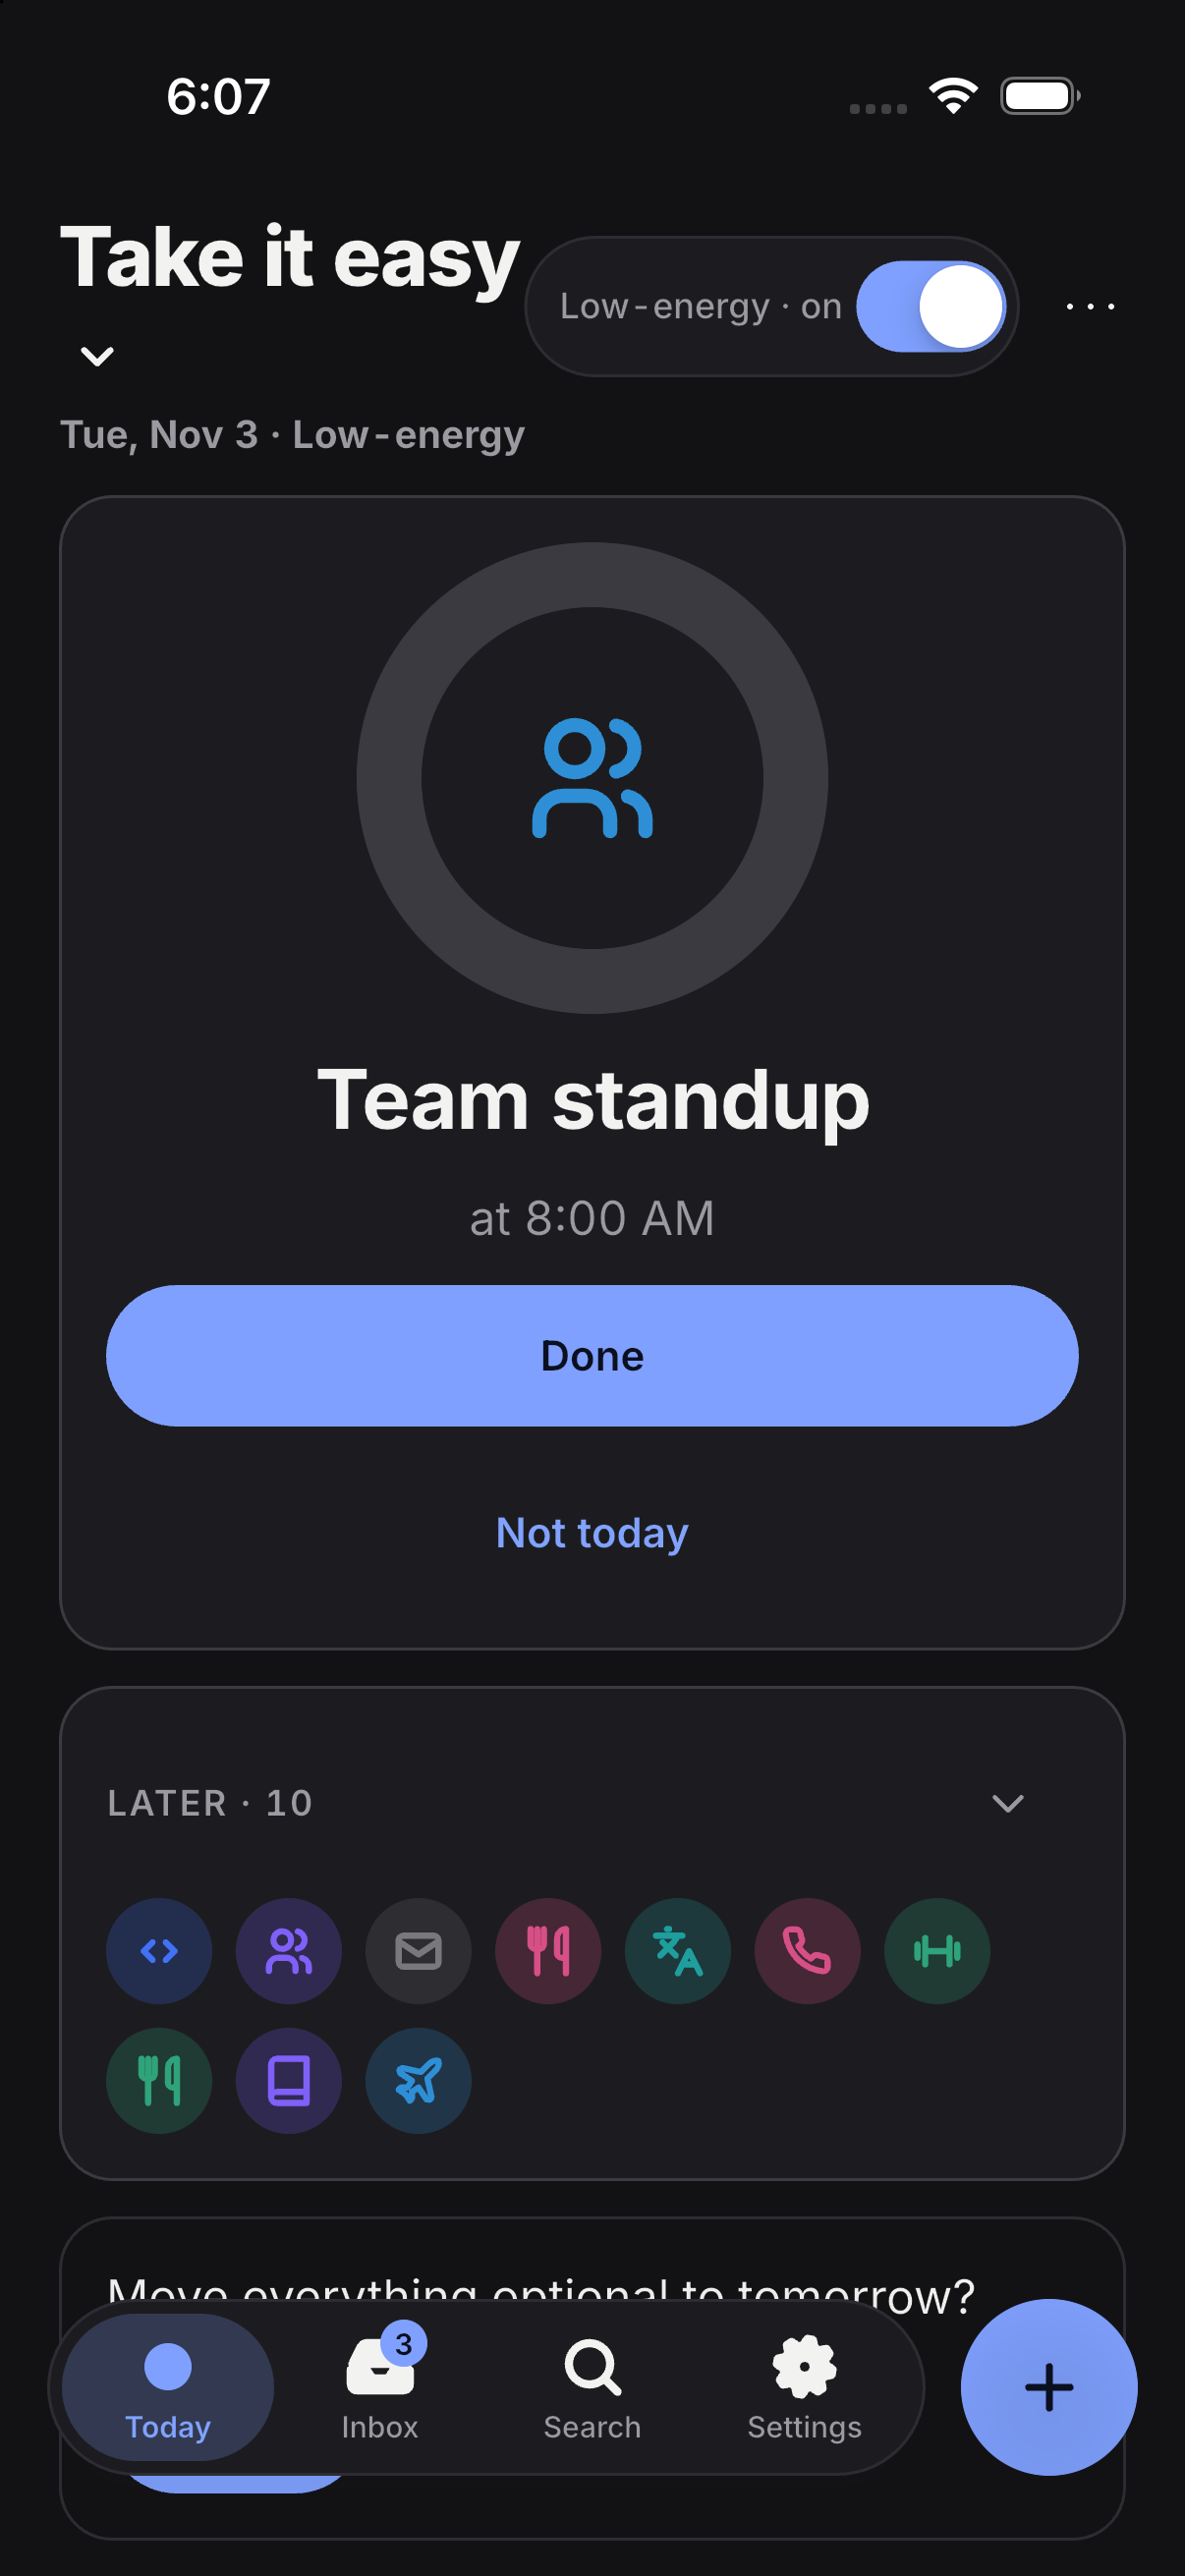 6:07
Take it easy
Low-energy · on
Tue, Nov 3 · Low-energy
Team standup
at 8:00 AM
Done
Not today
LATER · 10
Move everything optional to tomorrow?
3
Today
Inbox
Search
Settings